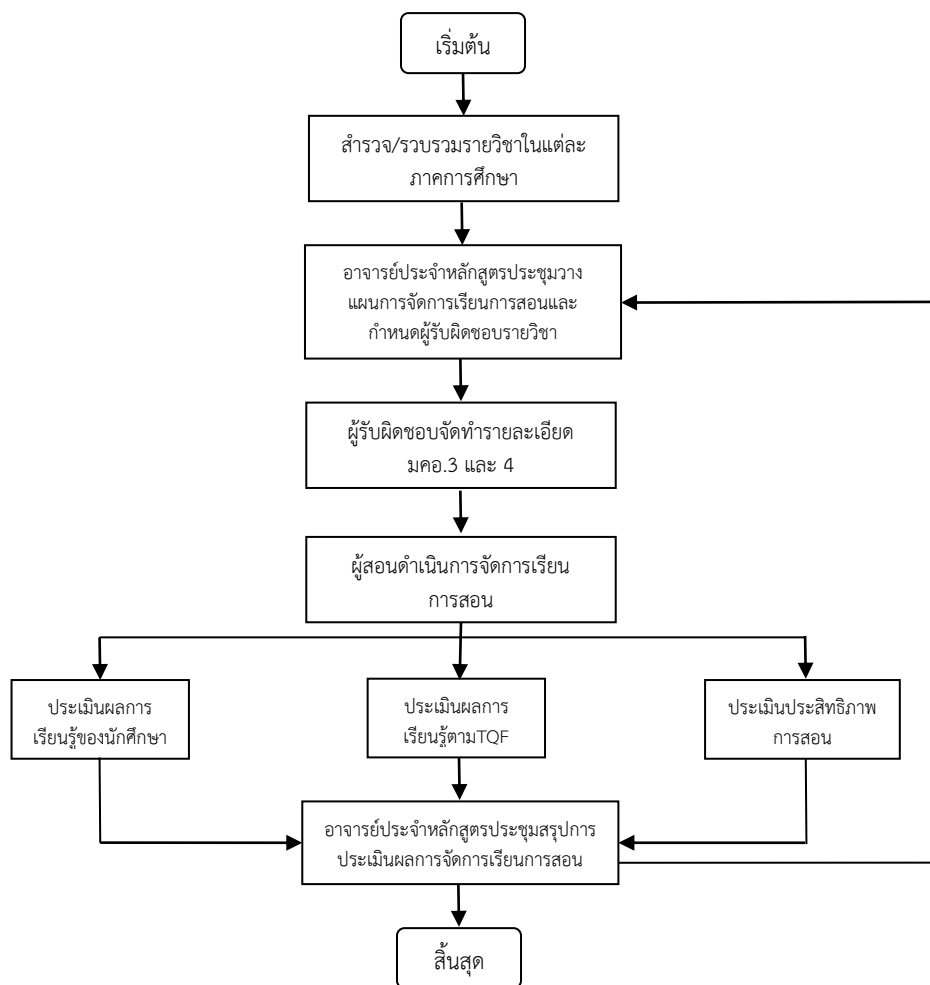 เริ่มต้น
สำรวจ/รวบรวมรายวิชาในแต่ละ
ภาคการศึกษา
อาจารย์ประจำหลักสูตรประชุมวาง
แผนการจัดการเรียนการสอนและ
กำหนดผู้รับผิดชอบรายวิชา
ผู้รับผิดชอบจัดทำรายละเอียด
มคอ.3 และ 4
ผู้สอนดำเนินการจัดการเรียน
การสอน
ประเมินผลการ
เรียนรู้ของนักศึกษา
ประเมินผลการ
เรียนรู้ตามTQF
ประเมินประสิทธิภาพ
การสอน
อาจารย์ประจำหลักสูตรประชุมสรุปการ
ประเมินผลการจัดการเรียนการสอน
สิ้นสุด